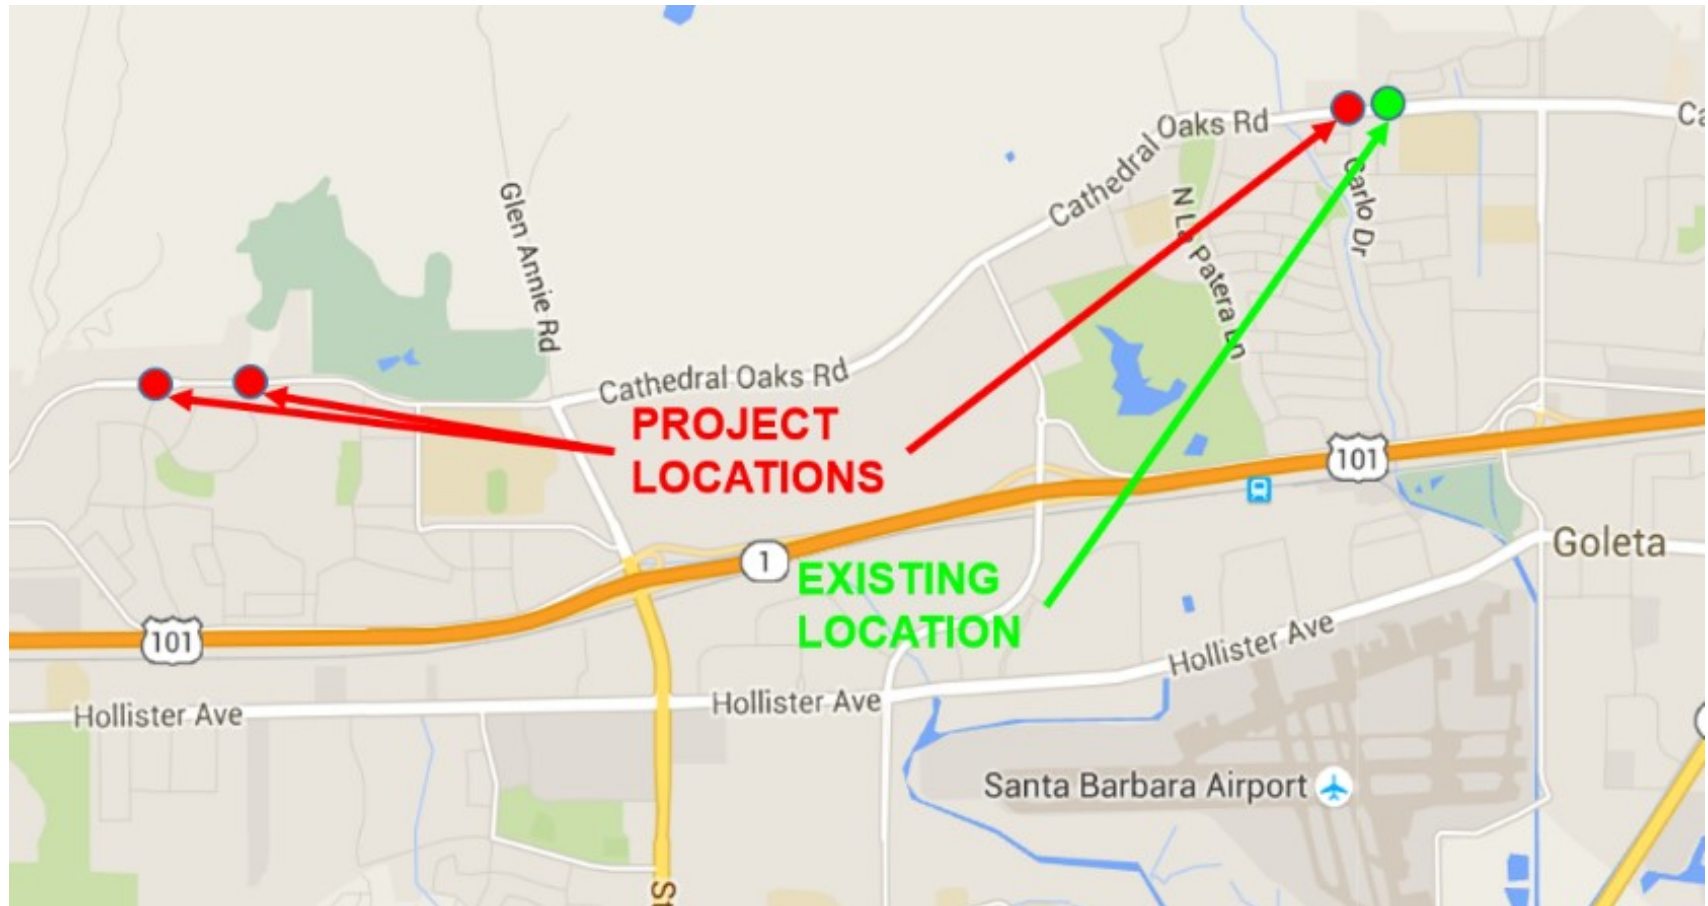 Ca
Oaks Rd
Cathedral
Carlo Dr
Glen Annie Rd
N La Patera Ln
Cathedral Oaks Rd
PROJECT
LOCATIONS
101
1
Goleta
EXISTING
LOCATION
101
Hollister Ave
Hollister Ave
Hollister Ave
Santa Barbara Airport
St